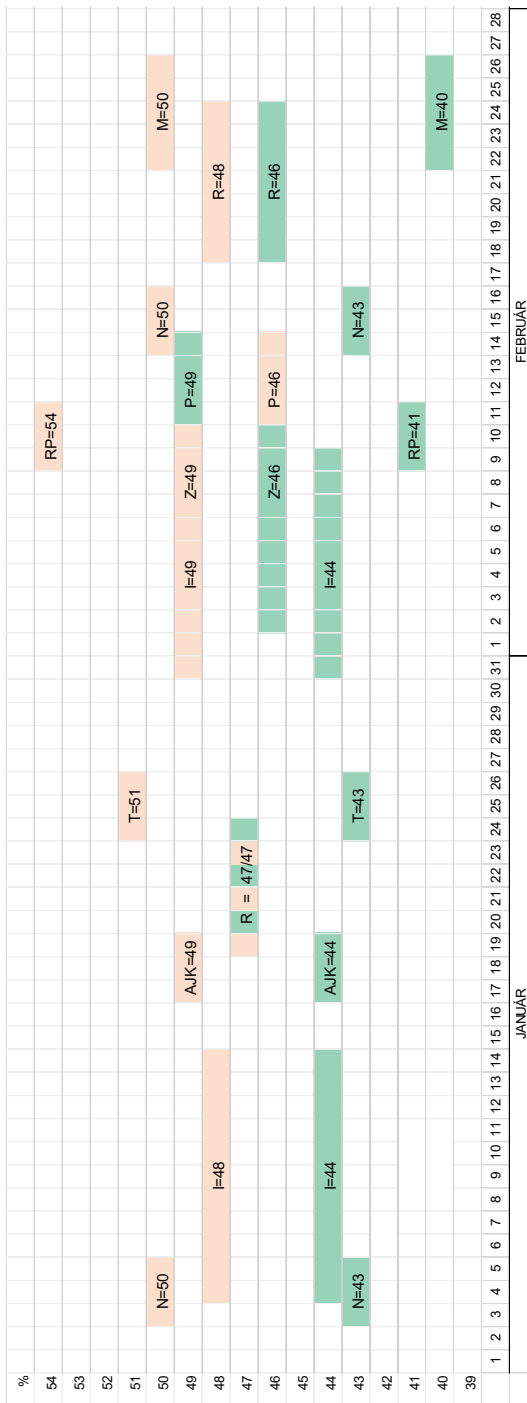 %
54 RP=54
53
52
51 T=51
50 N=50 N=50 M=50
49 AJK=49 I=49 Z=49 P=49
48 I=48 R=48
47 R = 47/47
46 Z=46 P=46 R=46
45
44 I=44 AJK=44 I=44
43 N=43 T=43 N=43
42
41 RP=41
40 M=40
39
1 2 3 4 5 6 7 8 9 10 11 12 13 14 15 16 17 18 19 20 21 22 23 24 25 26 27 28 29 30 31 1 2 3 4 5 6 7 8 9 10 11 12 13 14 15 16 17 18 19 20 21 22 23 24 25 26 27 28
JANUÁR FEBRUÁR